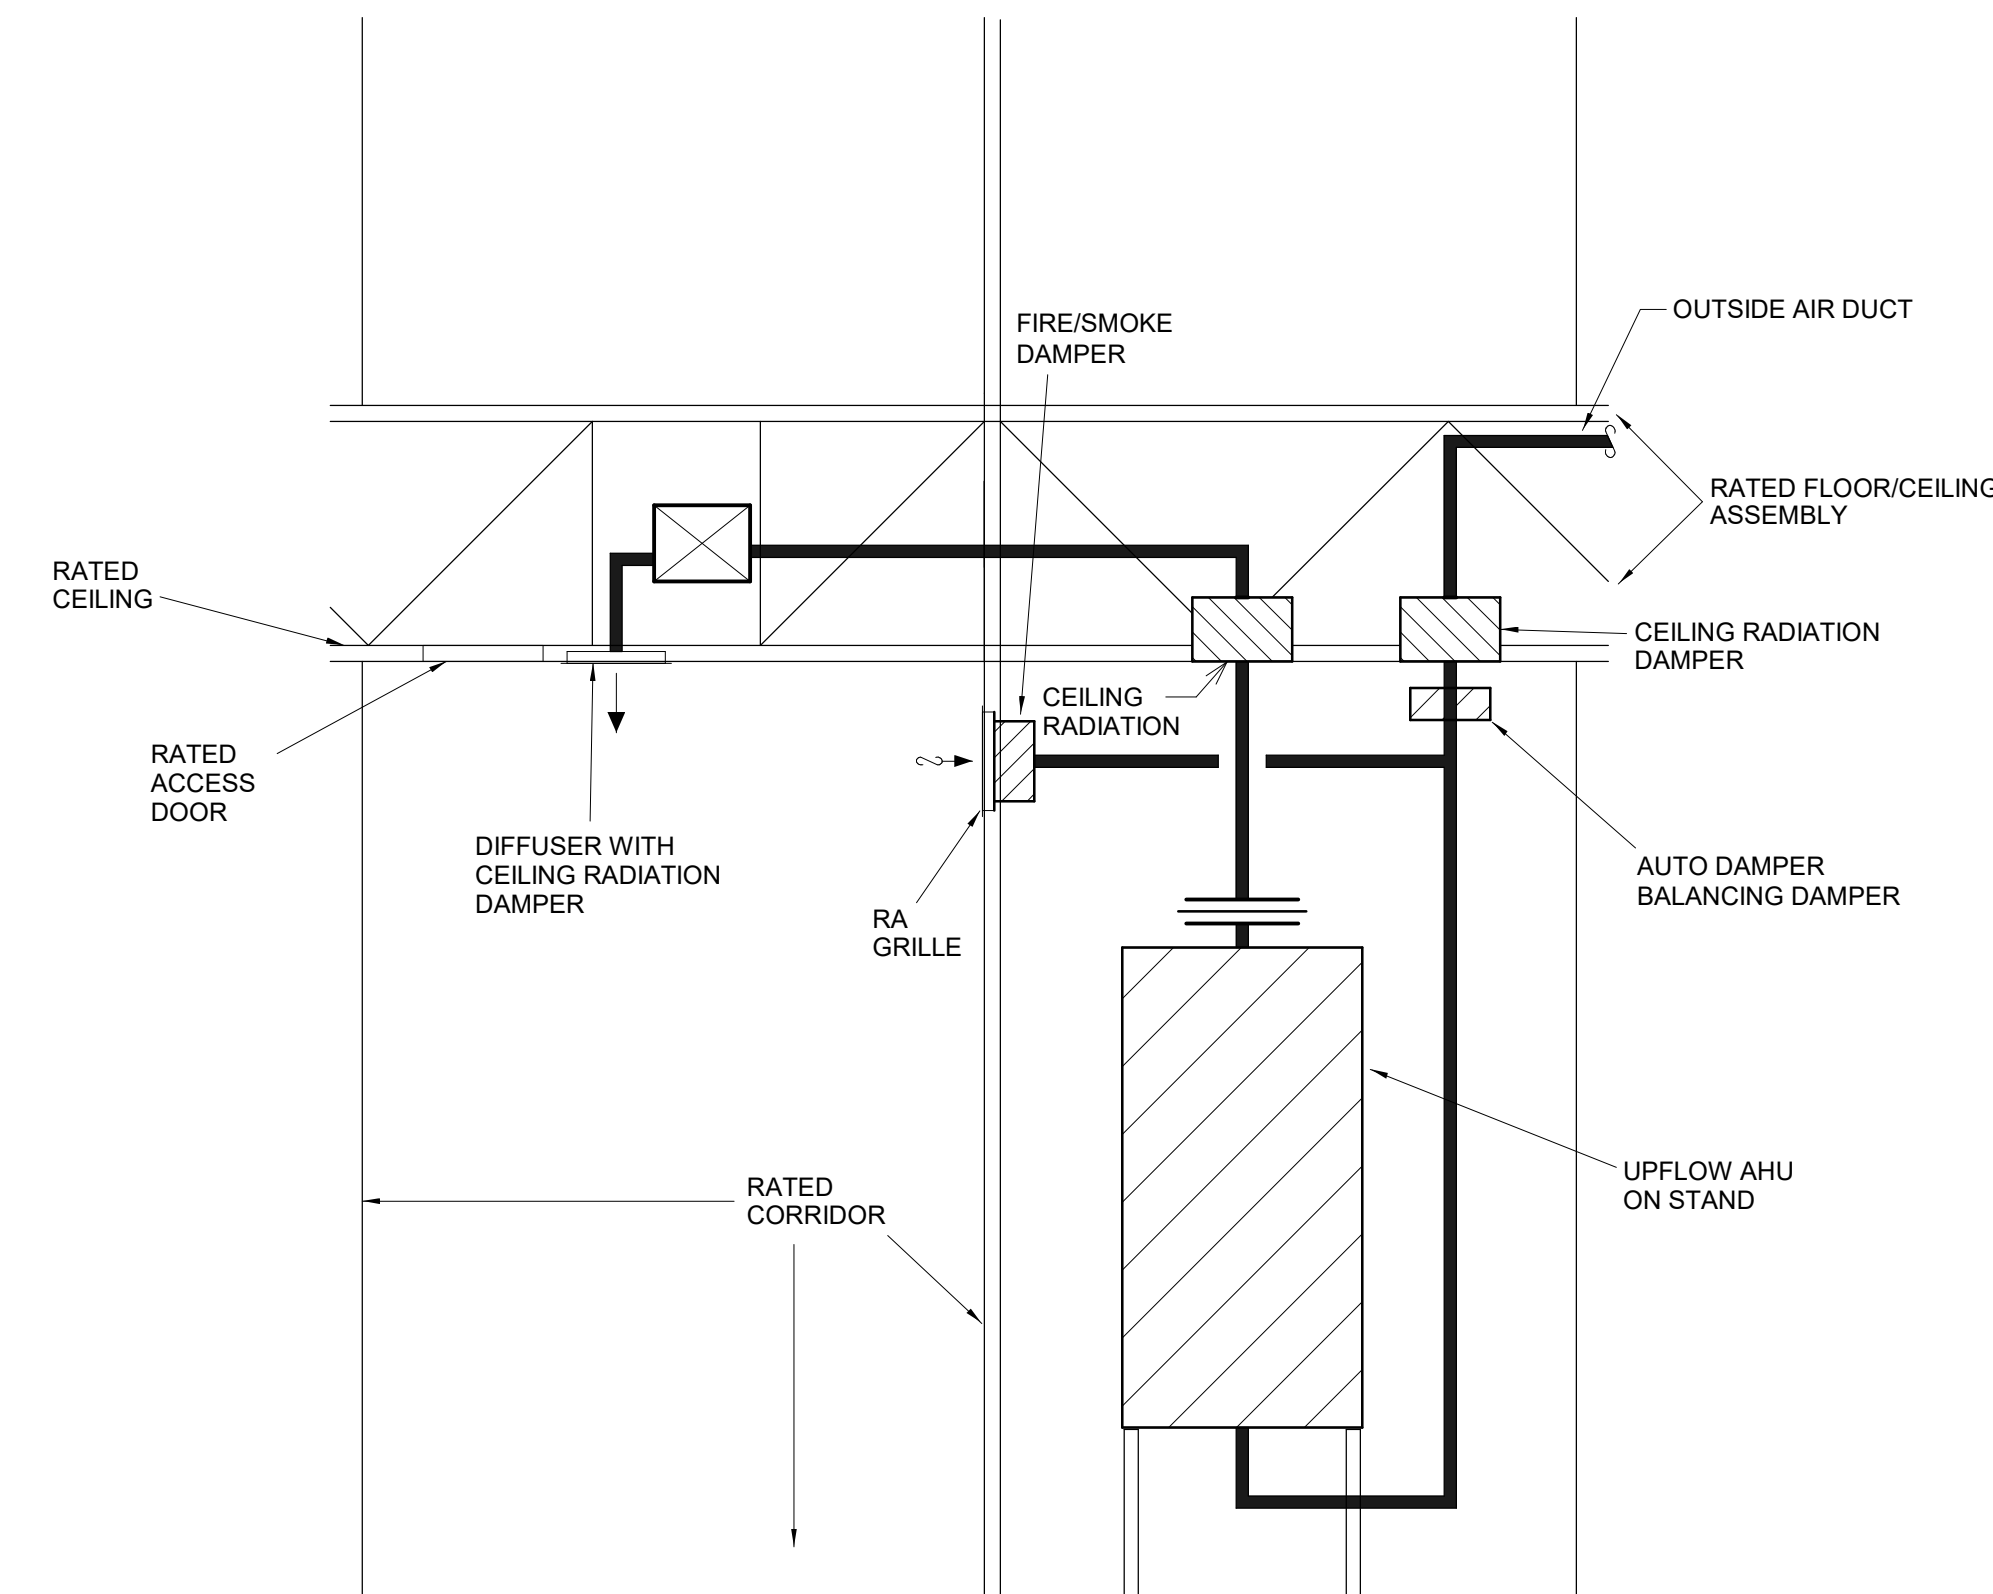 OUTSIDE AIR DUCT
FIRE/SMOKE
DAMPER
RATED FLOOR/CEILING
ASSEMBLY
RATED
CEILING
CEILING RADIATION
DAMPER
CEILING
RADIATION
RATED
ACCESS
DOOR
DIFFUSER WITH
CEILING RADIATION
DAMPER
AUTO DAMPER
BALANCING DAMPER
RA
GRILLE
UPFLOW AHU
ON STAND
RATED
CORRIDOR